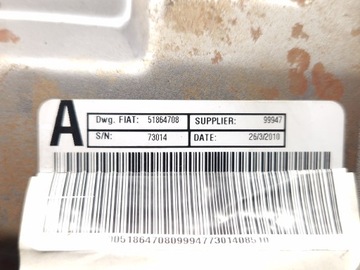 A
Dwg. FIAT: 51864708 SUPPLIER: 99947
S/N: 73014 DATE: 26/3/2010